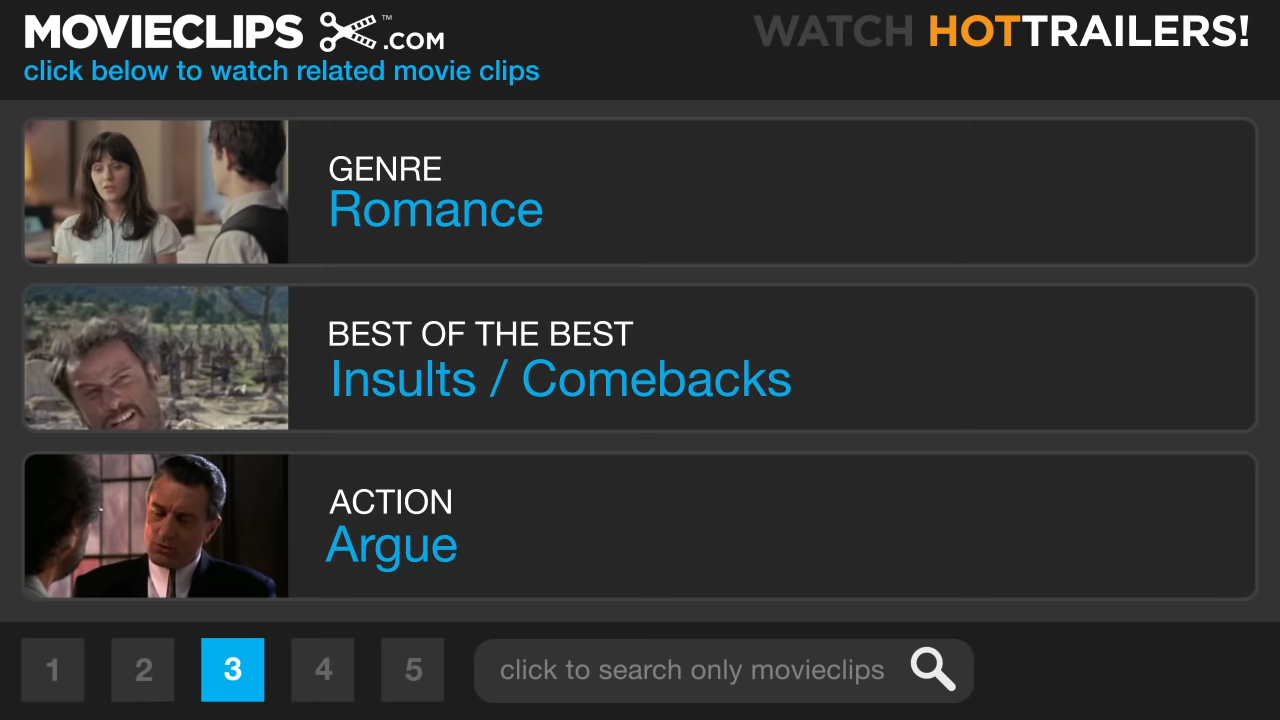 MOVIECLIPS ™ .COM
WATCH HOTTRAILERS!
click below to watch related movie clips
GENRE
Romance
BEST OF THE BEST
Insults / Comebacks
ACTION
Argue
1 2 3 4 5 click to search only movieclips